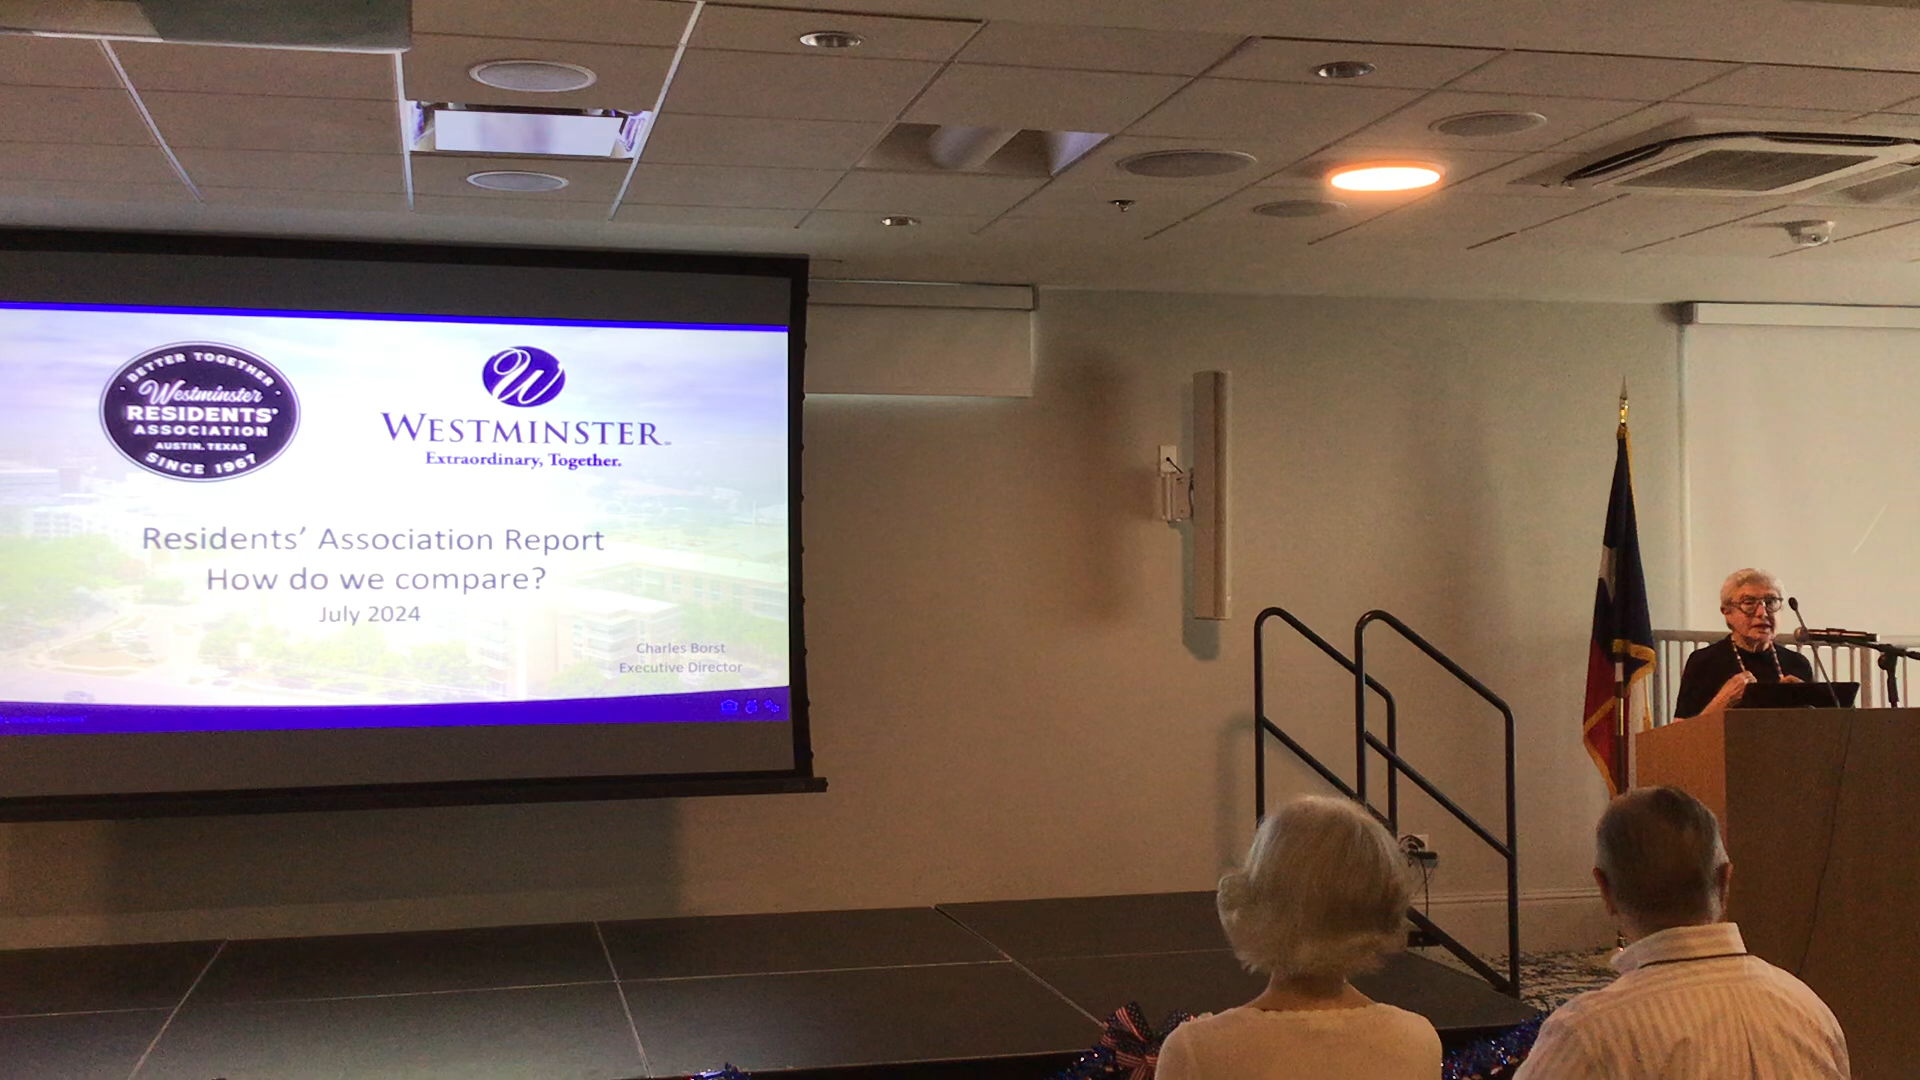 BETTER TOGETHER
Westminster
RESIDENTS'
ASSOCIATION
AUSTIN, TEXAS
SINCE 1967
W
WESTMINSTER
Extraordinary, Together.
Residents' Association Report
How do we compare?
July 2024
Charles Borst
Executive Director